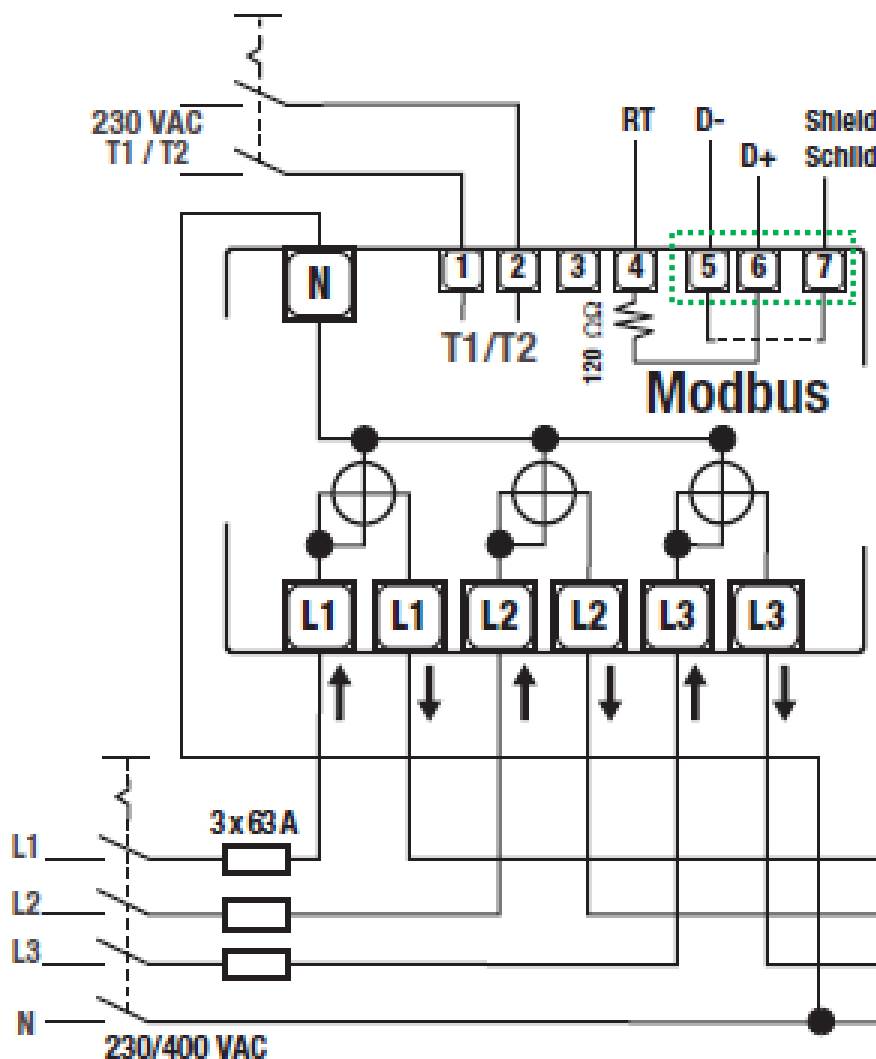 230 VAC
T1 / T2
RT D- Shield
D+ Schild
N 1 2 3 4 5 6 7
T1/T2
120 ΩΩ
Modbus
L1 L1 L2 L2 L3 L3
3 x 63 A
L1
L2
L3
N
230/400 VAC